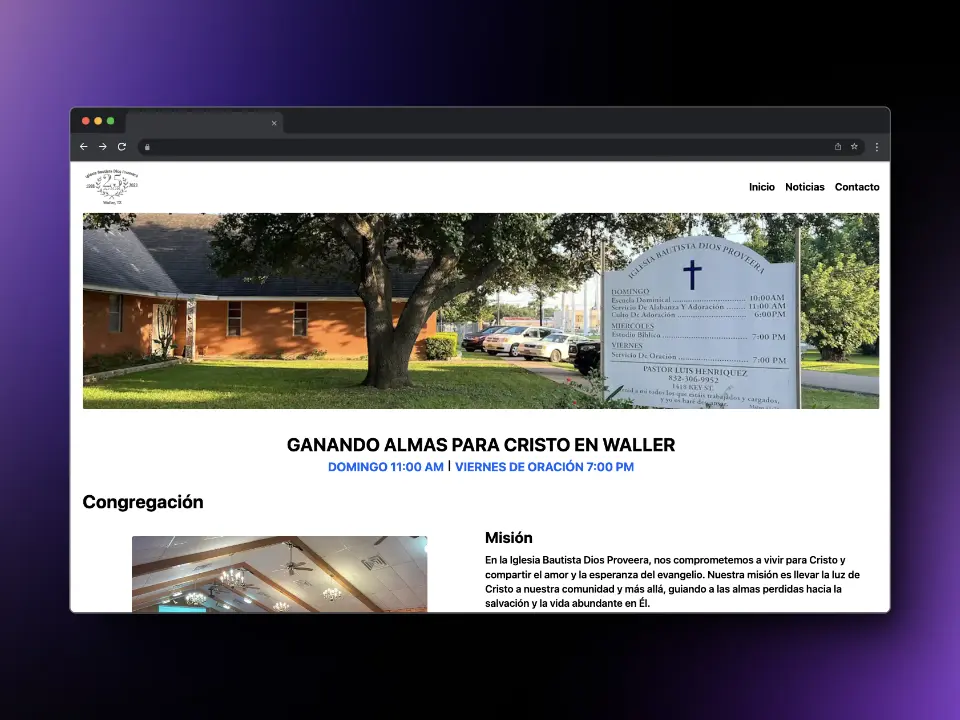 Iglesia Bautista Dios Proveera
25
Waller, TX
Inicio Noticias Contacto
IGLESIA BAUTISTA DIOS PROVEERA
DOMINGO
Escuela Dominical 10:00AM
Servicio De Alabanza Y Adoración 11:00 AM
Culto De Adoración 6:00PM
MIERCOLES
Estudio Bíblico 7:00 PM
VIERNES
Servicio De Oración 7:00 PM
PASTOR LUIS HENRIQUEZ
832-306-9952
KEY ST.
a mi todos los que estáis trabajados y cargados,
y yo os haré descansar
GANANDO ALMAS PARA CRISTO EN WALLER
DOMINGO 11:00 AM | VIERNES DE ORACIÓN 7:00 PM
Congregación
Misión
En la Iglesia Bautista Dios Proveera, nos comprometemos a vivir para Cristo y
compartir el amor y la esperanza del evangelio. Nuestra misión es llevar la luz de
Cristo a nuestra comunidad y más allá, guiando a las almas perdidas hacia la
salvación y la vida abundante en Él.